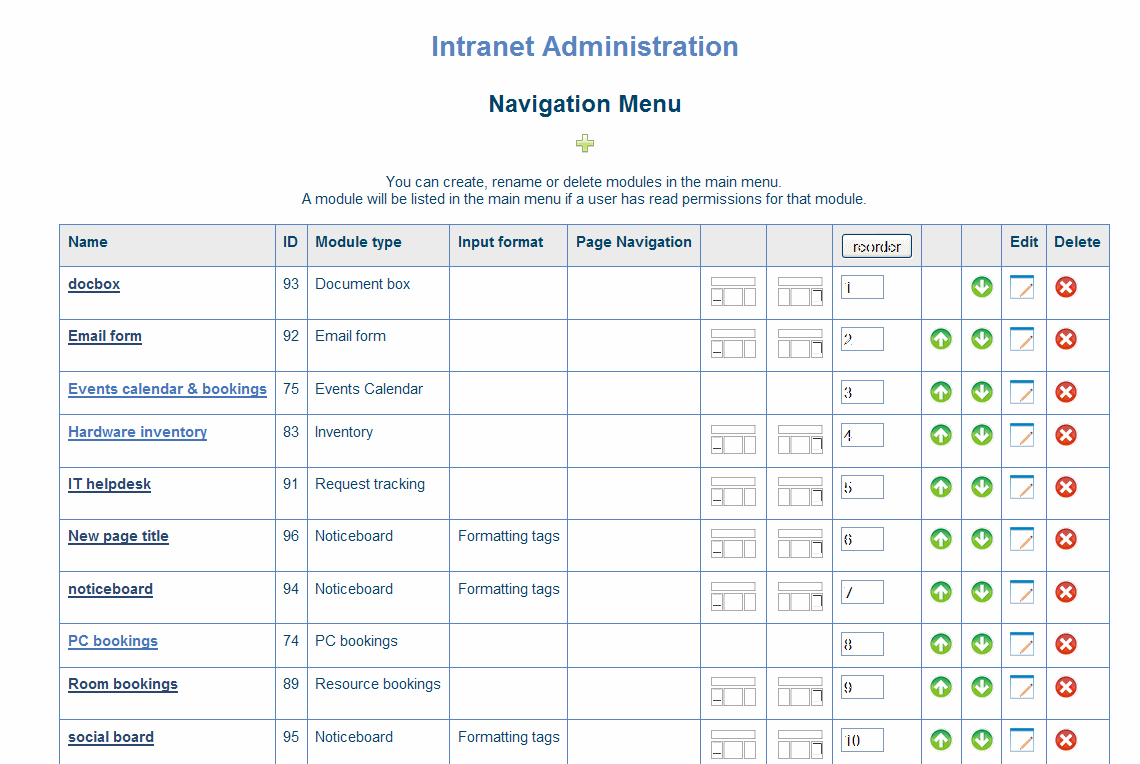 Intranet Administration
Navigation Menu
You can create, rename or delete modules in the main menu.
A module will be listed in the main menu if a user has read permissions for that module.
Name ID Module type Input format Page Navigation reorder Edit Delete
docbox 93 Document box 1
Email form 92 Email form 2
Events calendar & bookings 75 Events Calendar 3
Hardware inventory 83 Inventory 4
IT helpdesk 91 Request tracking 5
New page title 96 Noticeboard Formatting tags 6
noticeboard 94 Noticeboard Formatting tags 7
PC bookings 74 PC bookings 8
Room bookings 89 Resource bookings 9
social board 95 Noticeboard Formatting tags 10